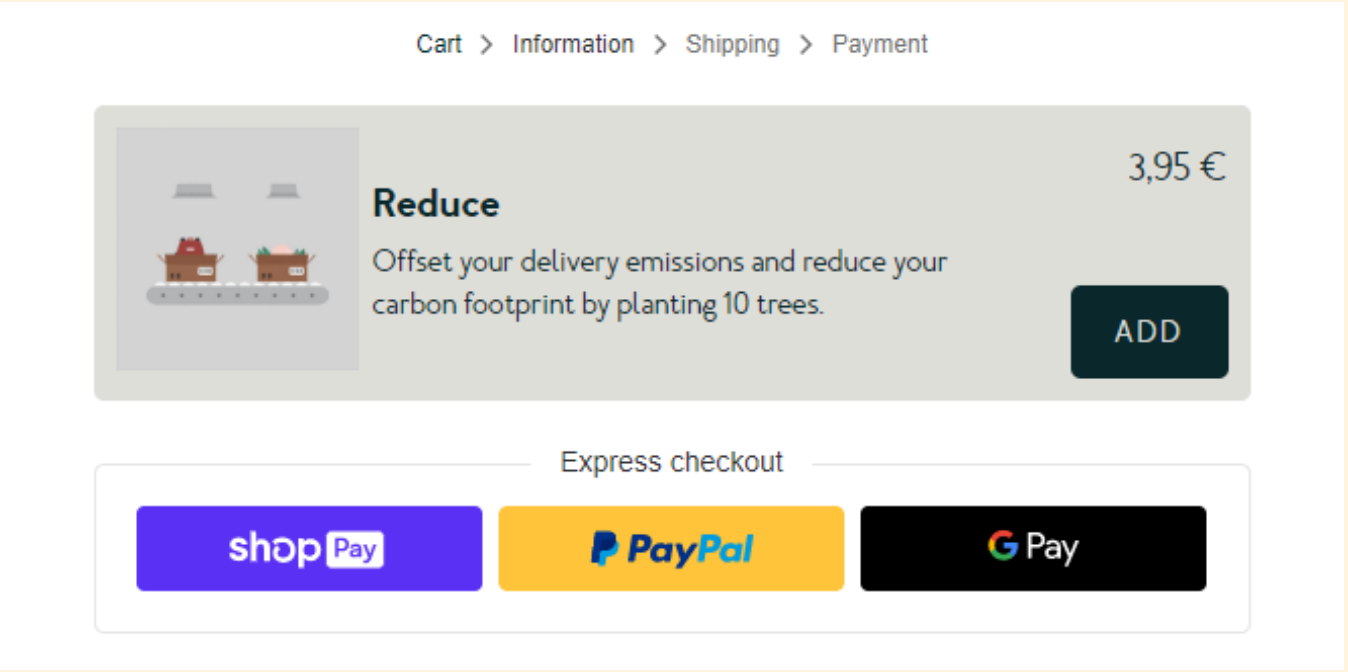 Cart > Information > Shipping > Payment
3,95 €
Reduce
Offset your delivery emissions and reduce your
carbon footprint by planting 10 trees.
ADD
Express checkout
shop Pay
PayPal
G Pay